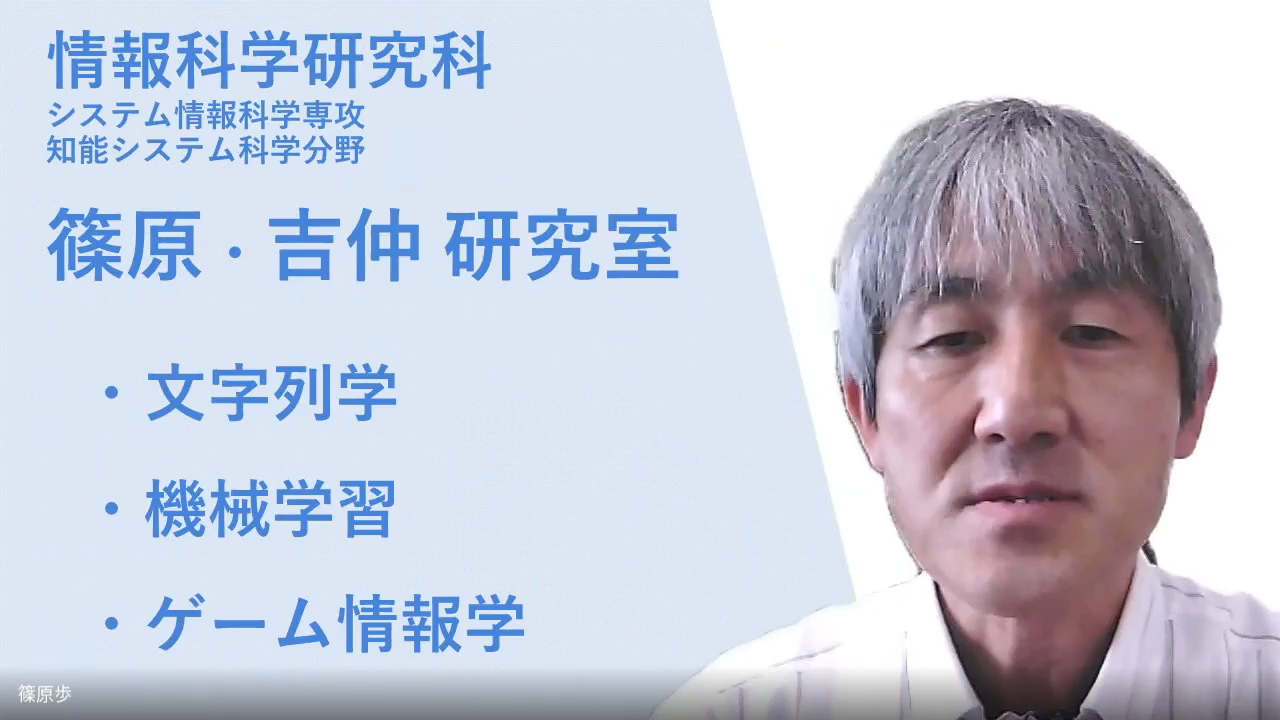 情報科学研究科
システム情報科学専攻
知能システム科学分野
篠原・吉仲 研究室
・文字列学
・機械学習
・ゲーム情報学
篠原歩